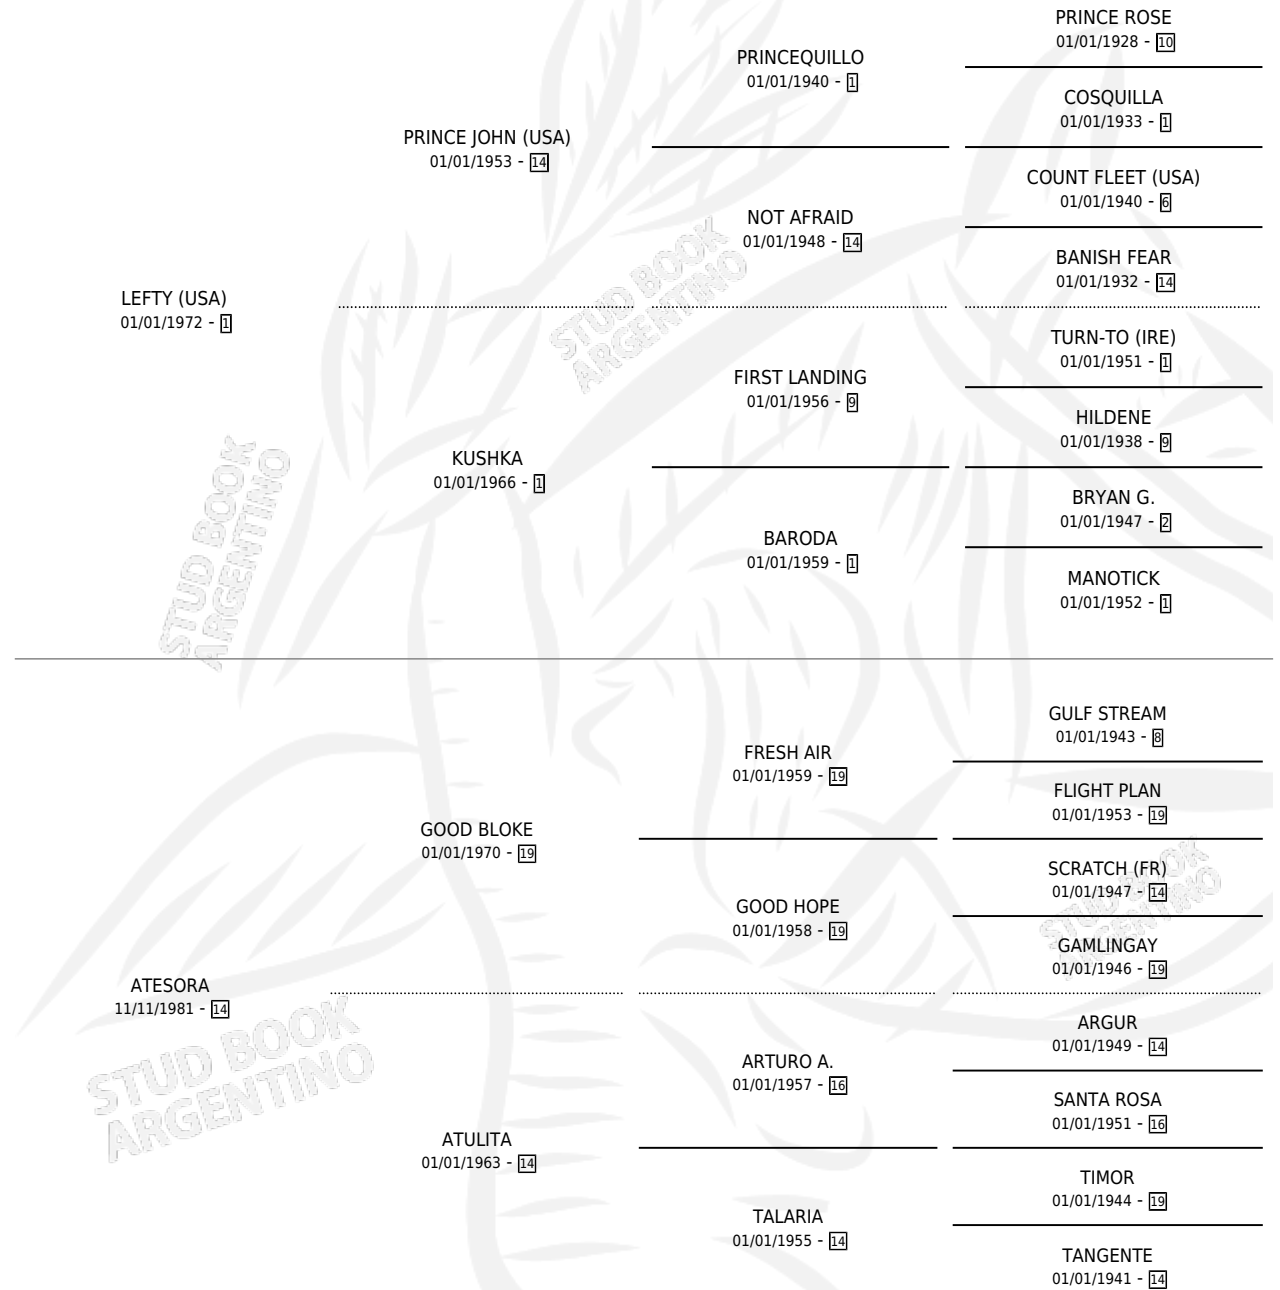 PRINCE ROSE
01/01/1928 - 10
PRINCEQUILLO
01/01/1940 - 1
COSQUILLA
01/01/1933 - 1
PRINCE JOHN (USA)
01/01/1953 - 14
COUNT FLEET (USA)
01/01/1940 - 6
NOT AFRAID
01/01/1948 - 14
BANISH FEAR
01/01/1932 - 14
LEFTY (USA)
01/01/1972 - 1
STUD BOOK
ARGENTINO
TURN-TO (IRE)
01/01/1951 - 1
FIRST LANDING
01/01/1956 - 9
HILDENE
01/01/1938 - 9
KUSHKA
01/01/1966 - 1
BRYAN G.
01/01/1947 - 2
BARODA
01/01/1959 - 1
MANOTICK
01/01/1952 - 1
STUD BOOK
ARGENTINO
GULF STREAM
01/01/1943 - 8
FRESH AIR
01/01/1959 - 19
FLIGHT PLAN
01/01/1953 - 19
GOOD BLOKE
01/01/1970 - 19
SCRATCH (FR)
01/01/1947 - 14
GOOD HOPE
01/01/1958 - 19
GAMLINGAY
01/01/1946 - 19
STUD BOOK
ARGENTINO
ATESORA
11/11/1981 - 14
ARGUR
01/01/1949 - 14
ARTURO A.
01/01/1957 - 16
SANTA ROSA
01/01/1951 - 16
STUD BOOK
ARGENTINO
ATULITA
01/01/1963 - 14
TIMOR
01/01/1944 - 19
TALARIA
01/01/1955 - 14
TANGENTE
01/01/1941 - 14